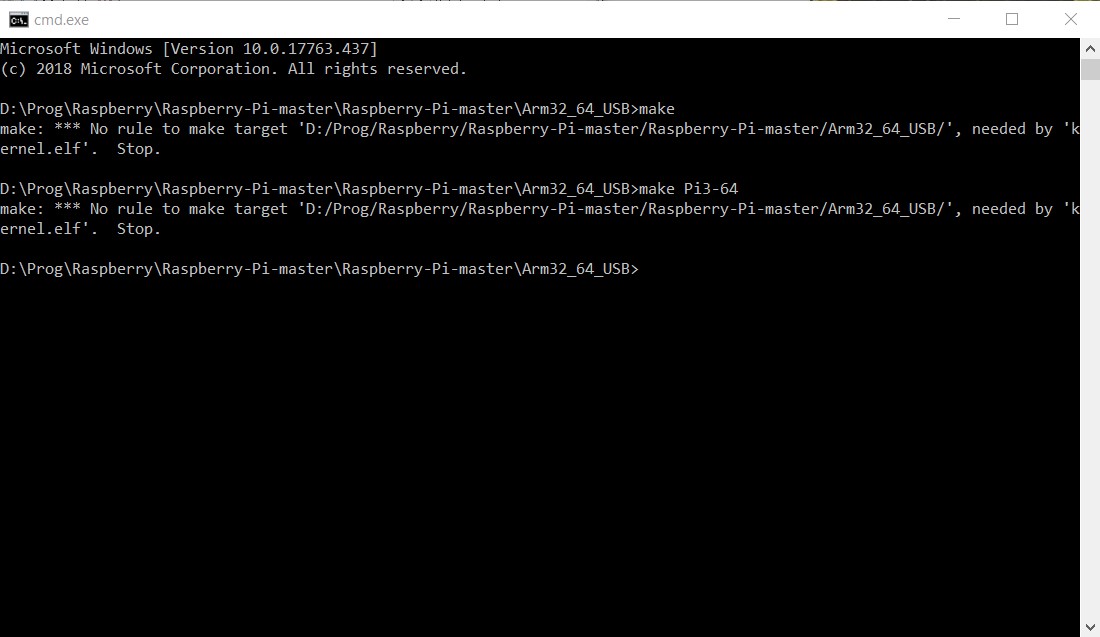 cmd.exe
Microsoft Windows [Version 10.0.17763.437]
(c) 2018 Microsoft Corporation. All rights reserved.
D:\Prog\Raspberry\Raspberry-Pi-master\Raspberry-Pi-master\Arm32_64_USB>make
make: *** No rule to make target 'D:/Prog/Raspberry/Raspberry-Pi-master/Raspberry-Pi-master/Arm32_64_USB/', needed by 'k
ernel.elf'.  Stop.
D:\Prog\Raspberry\Raspberry-Pi-master\Raspberry-Pi-master\Arm32_64_USB>make Pi3-64
make: *** No rule to make target 'D:/Prog/Raspberry/Raspberry-Pi-master/Raspberry-Pi-master/Arm32_64_USB/', needed by 'k
ernel.elf'.  Stop.
D:\Prog\Raspberry\Raspberry-Pi-master\Raspberry-Pi-master\Arm32_64_USB>